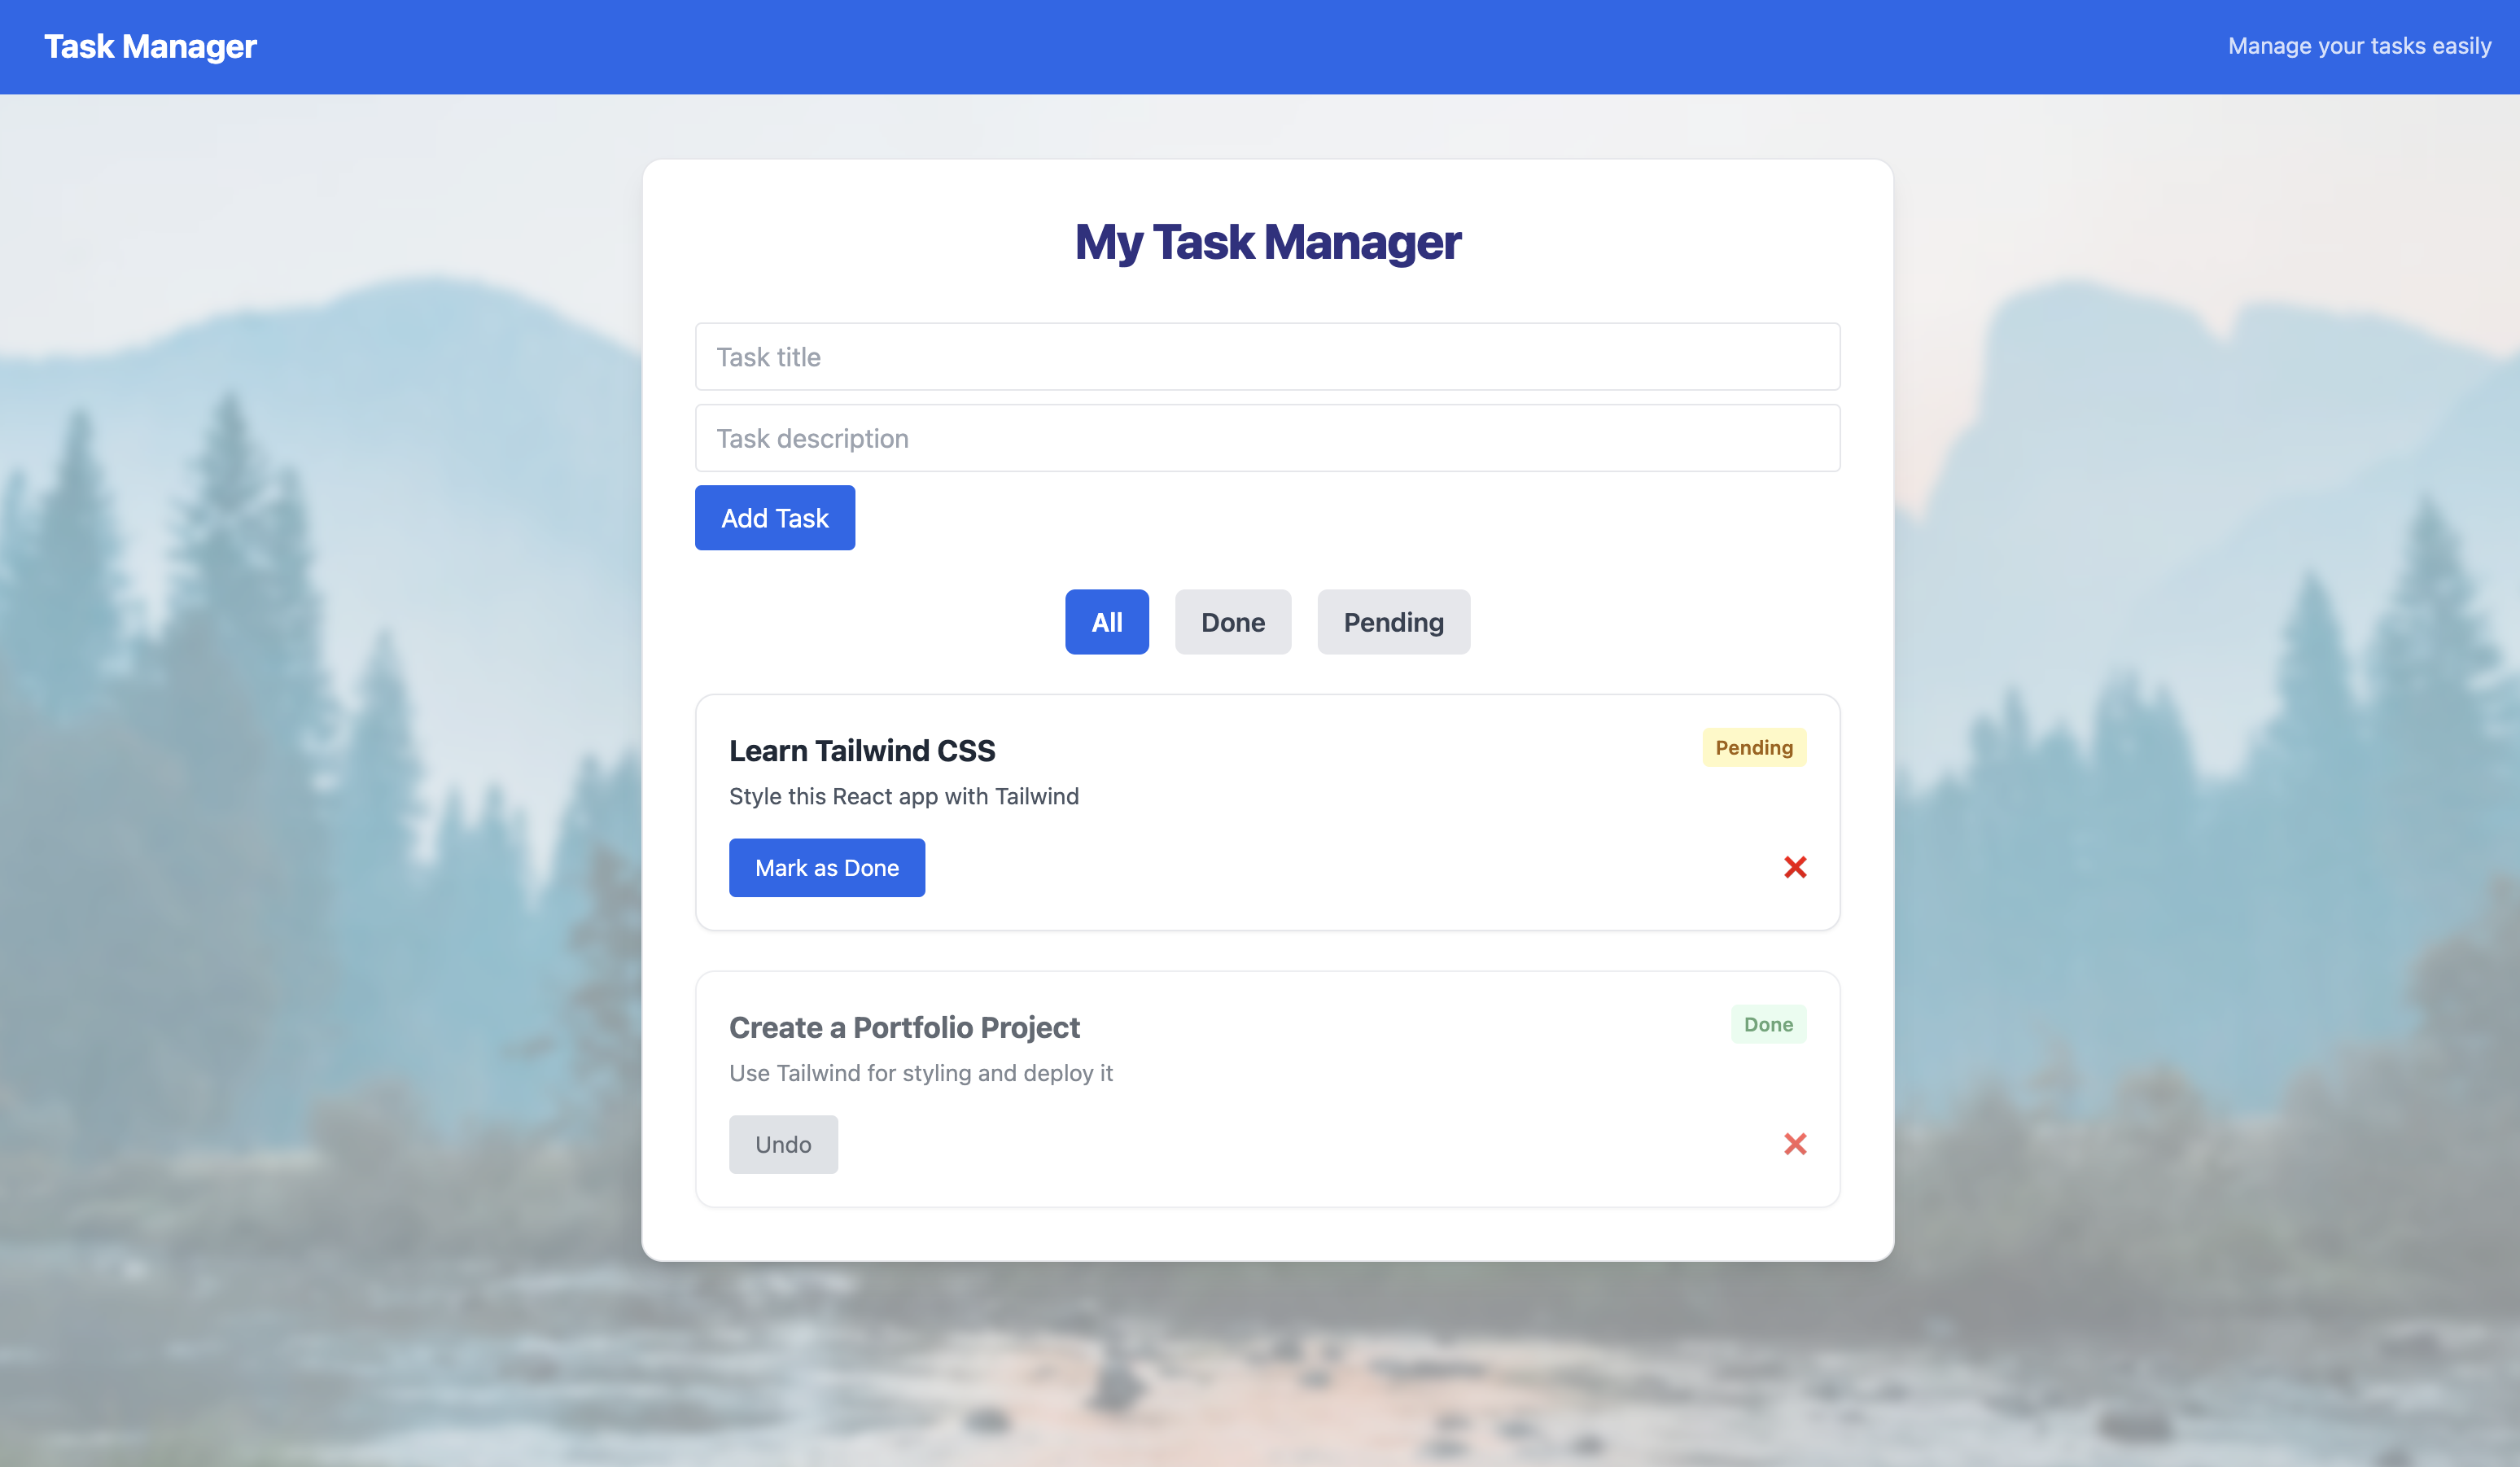 Task Manager
Manage your tasks easily
My Task Manager
Task title
Task description
Add Task
All
Done
Pending
Learn Tailwind CSS
Pending
Style this React app with Tailwind
Mark as Done
Create a Portfolio Project
Done
Use Tailwind for styling and deploy it
Undo